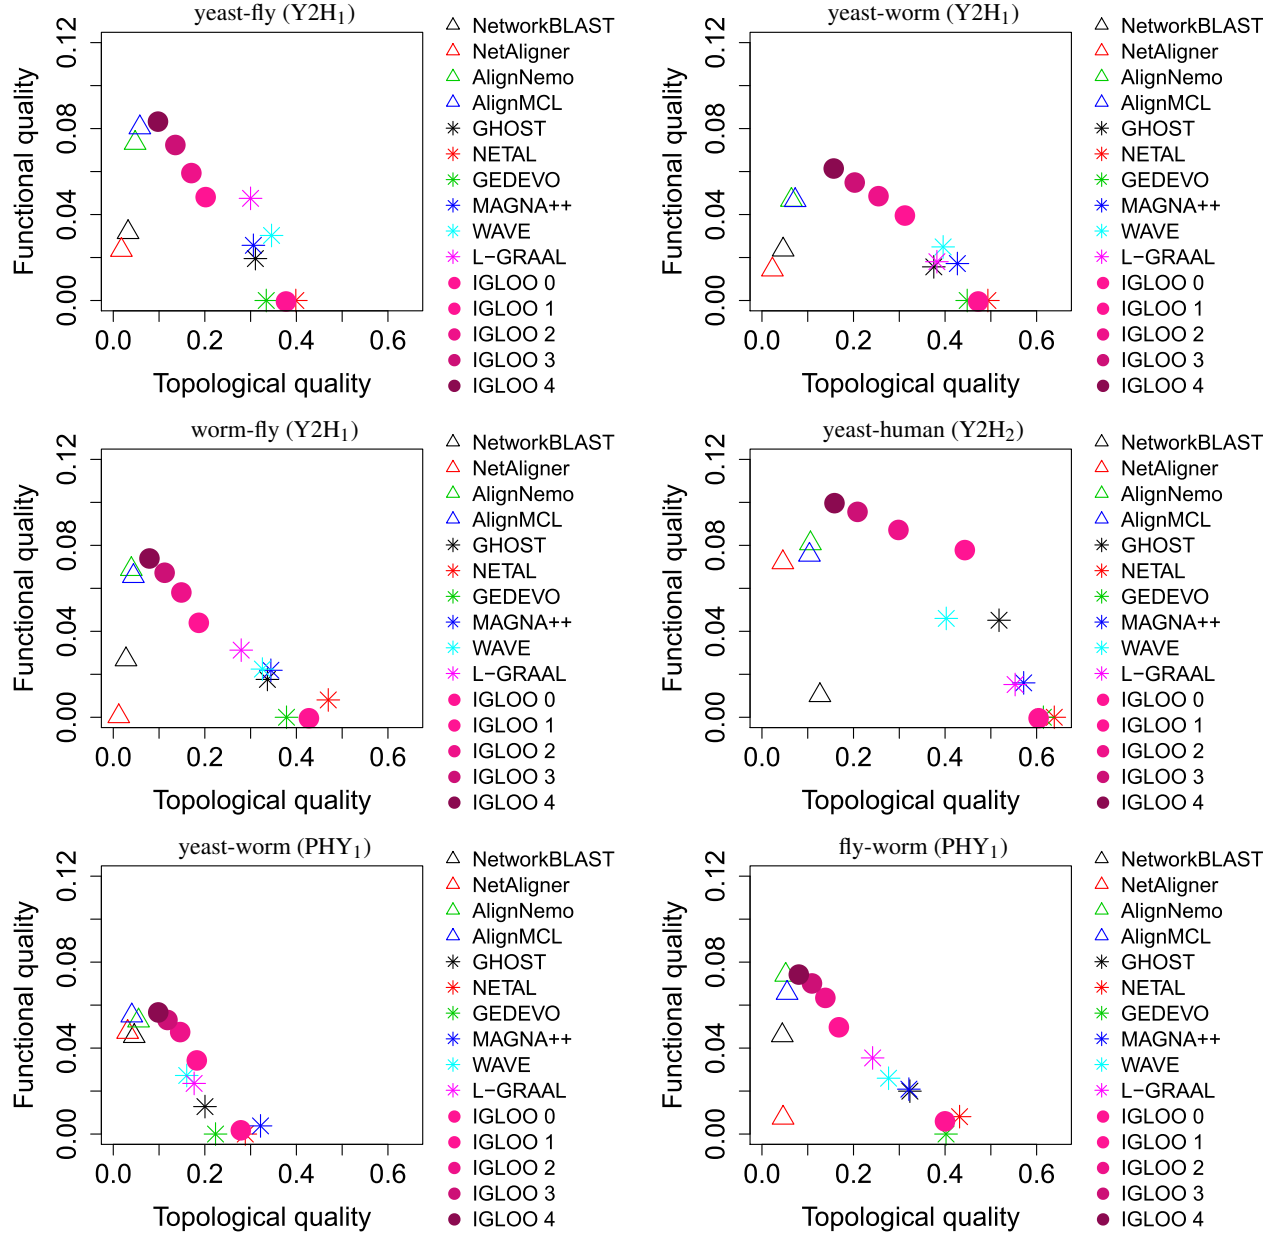 yeast-fly (Y2H₁)
0.12
0.08
0.04
0.00
Functional quality
0.0 0.2 0.4 0.6
Topological quality
NetworkBLAST
NetAligner
AlignNemo
AlignMCL
GHOST
NETAL
GEDEVO
MAGNA++
WAVE
L−GRAAL
IGLOO 0
IGLOO 1
IGLOO 2
IGLOO 3
IGLOO 4
yeast-worm (Y2H₁)
0.12
0.08
0.04
0.00
Functional quality
0.0 0.2 0.4 0.6
Topological quality
NetworkBLAST
NetAligner
AlignNemo
AlignMCL
GHOST
NETAL
GEDEVO
MAGNA++
WAVE
L−GRAAL
IGLOO 0
IGLOO 1
IGLOO 2
IGLOO 3
IGLOO 4
worm-fly (Y2H₁)
0.12
0.08
0.04
0.00
Functional quality
0.0 0.2 0.4 0.6
Topological quality
NetworkBLAST
NetAligner
AlignNemo
AlignMCL
GHOST
NETAL
GEDEVO
MAGNA++
WAVE
L−GRAAL
IGLOO 0
IGLOO 1
IGLOO 2
IGLOO 3
IGLOO 4
yeast-human (Y2H₂)
0.12
0.08
0.04
0.00
Functional quality
0.0 0.2 0.4 0.6
Topological quality
NetworkBLAST
NetAligner
AlignNemo
AlignMCL
GHOST
NETAL
GEDEVO
MAGNA++
WAVE
L−GRAAL
IGLOO 0
IGLOO 1
IGLOO 2
IGLOO 3
IGLOO 4
yeast-worm (PHY₁)
0.12
0.08
0.04
0.00
Functional quality
0.0 0.2 0.4 0.6
Topological quality
NetworkBLAST
NetAligner
AlignNemo
AlignMCL
GHOST
NETAL
GEDEVO
MAGNA++
WAVE
L−GRAAL
IGLOO 0
IGLOO 1
IGLOO 2
IGLOO 3
IGLOO 4
fly-worm (PHY₁)
0.12
0.08
0.04
0.00
Functional quality
0.0 0.2 0.4 0.6
Topological quality
NetworkBLAST
NetAligner
AlignNemo
AlignMCL
GHOST
NETAL
GEDEVO
MAGNA++
WAVE
L−GRAAL
IGLOO 0
IGLOO 1
IGLOO 2
IGLOO 3
IGLOO 4